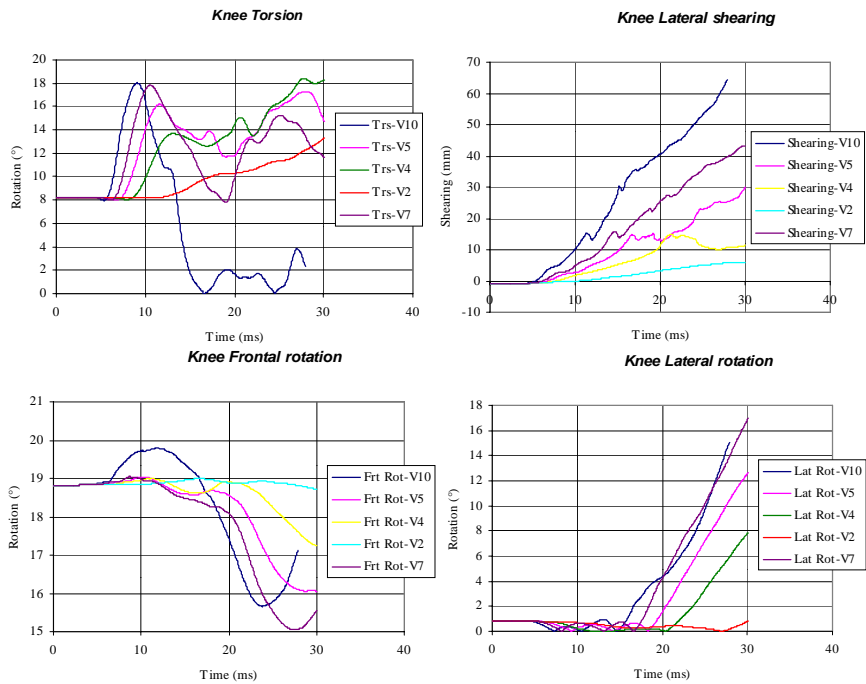 Knee Torsion
20
18
16
14
12
10
8
6
4
2
0
0 10 20 30 40
Rotation (°)
Time (ms)
Trs-V10
Trs-V5
Trs-V4
Trs-V2
Trs-V7
Knee Lateral shearing
70
60
50
40
30
20
10
0
-10
0 10 20 30 40
Shearing (mm)
Time (ms)
Shearing-V10
Shearing-V5
Shearing-V4
Shearing-V2
Shearing-V7
Knee Frontal rotation
21
20
19
18
17
16
15
0 10 20 30 40
Rotation (°)
Time (ms)
Frt Rot-V10
Frt Rot-V5
Frt Rot-V4
Frt Rot-V2
Frt Rot-V7
Knee Lateral rotation
18
16
14
12
10
8
6
4
2
0
0 10 20 30 40
Rotation (°)
Time (ms)
Lat Rot-V10
Lat Rot-V5
Lat Rot-V4
Lat Rot-V2
Lat Rot-V7